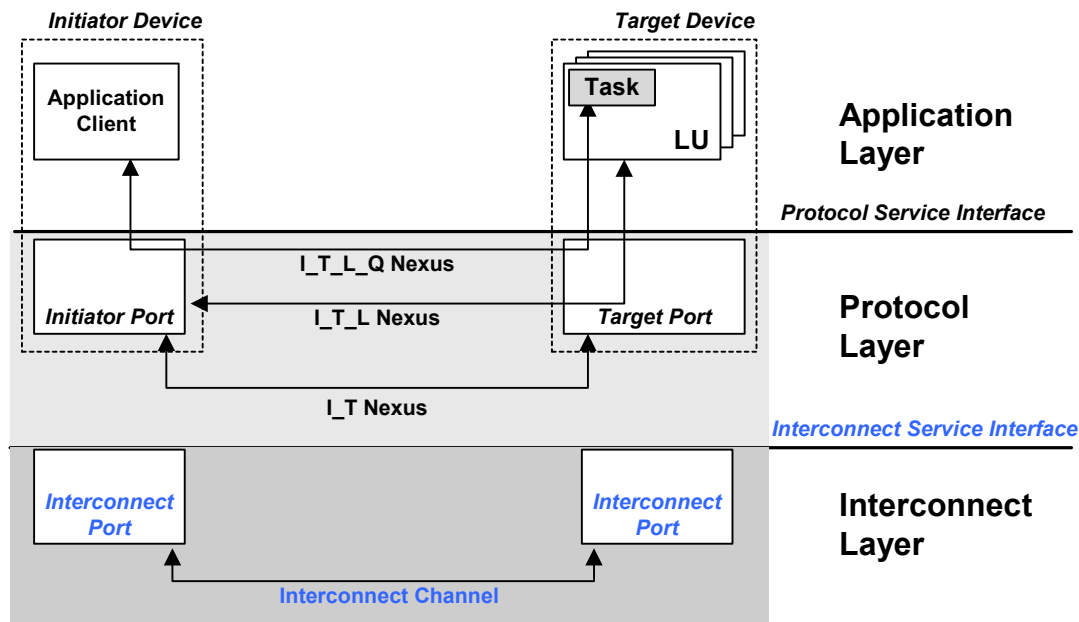 Initiator Device
Target Device
Application
Client
Task
LU
Application
Layer
Protocol Service Interface
I_T_L_Q Nexus
Initiator Port
I_T_L Nexus
Target Port
Protocol
Layer
I_T Nexus
Interconnect Service Interface
Interconnect
Port
Interconnect
Port
Interconnect
Layer
Interconnect Channel